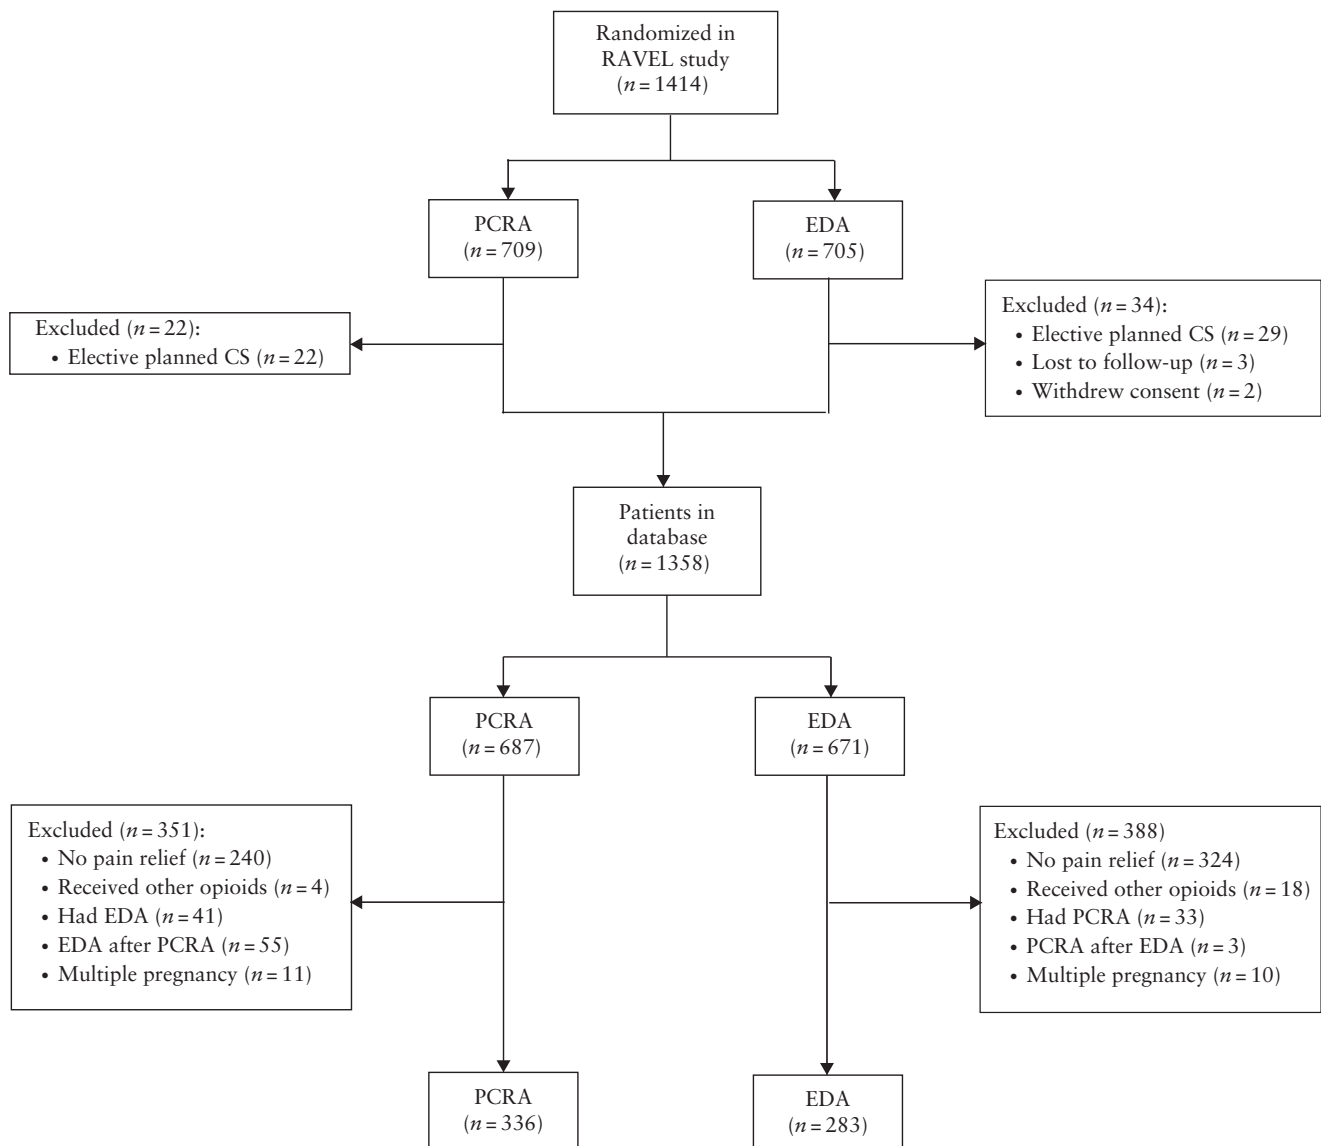 Randomized in
RAVEL study
(n = 1414)
PCRA
(n = 709)
EDA
(n = 705)
Excluded (n = 22):
• Elective planned CS (n = 22)
Excluded (n = 34):
• Elective planned CS (n = 29)
• Lost to follow-up (n = 3)
• Withdrew consent (n = 2)
Patients in
database
(n = 1358)
PCRA
(n = 687)
EDA
(n = 671)
Excluded (n = 351):
• No pain relief (n = 240)
• Received other opioids (n = 4)
• Had EDA (n = 41)
• EDA after PCRA (n = 55)
• Multiple pregnancy (n = 11)
Excluded (n = 388)
• No pain relief (n = 324)
• Received other opioids (n = 18)
• Had PCRA (n = 33)
• PCRA after EDA (n = 3)
• Multiple pregnancy (n = 10)
PCRA
(n = 336)
EDA
(n = 283)